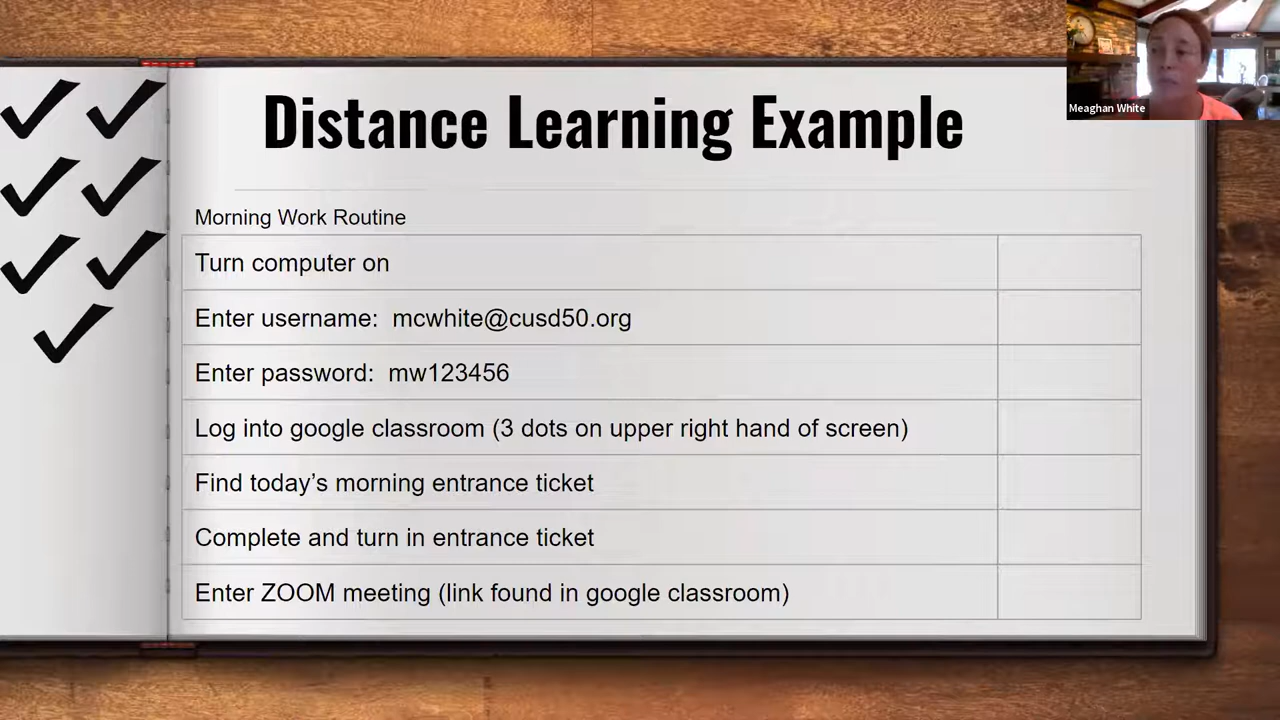 Distance Learning Example
Meaghan White
Morning Work Routine
Turn computer on
Enter username:  mcwhite@cusd50.org
Enter password:  mw123456
Log into google classroom (3 dots on upper right hand of screen)
Find today’s morning entrance ticket
Complete and turn in entrance ticket
Enter ZOOM meeting (link found in google classroom)